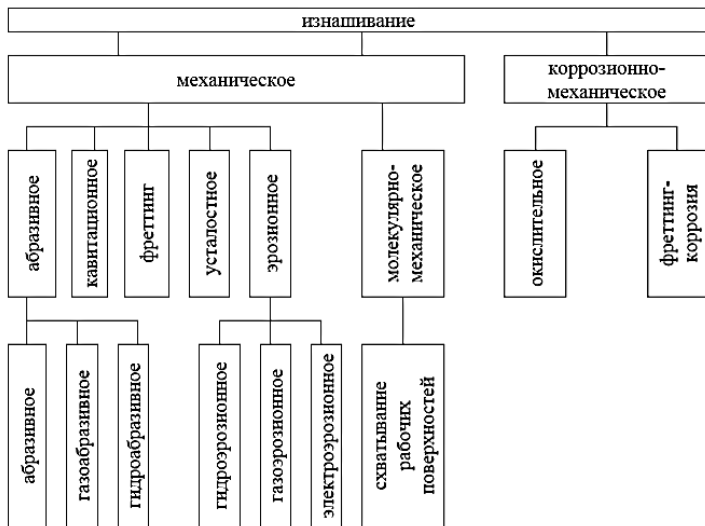 изнашивание
механическое
коррозионно-
механическое
абразивное
кавитационное
фреттинг
усталостное
эрозионное
молекулярно-
механическое
окислительное
фреттинг-
коррозия
абразивное
газоабразивное
гидроабразивное
гидроэрозионное
газоэрозионное
электроэрозионное
схватывание
рабочих
поверхностей